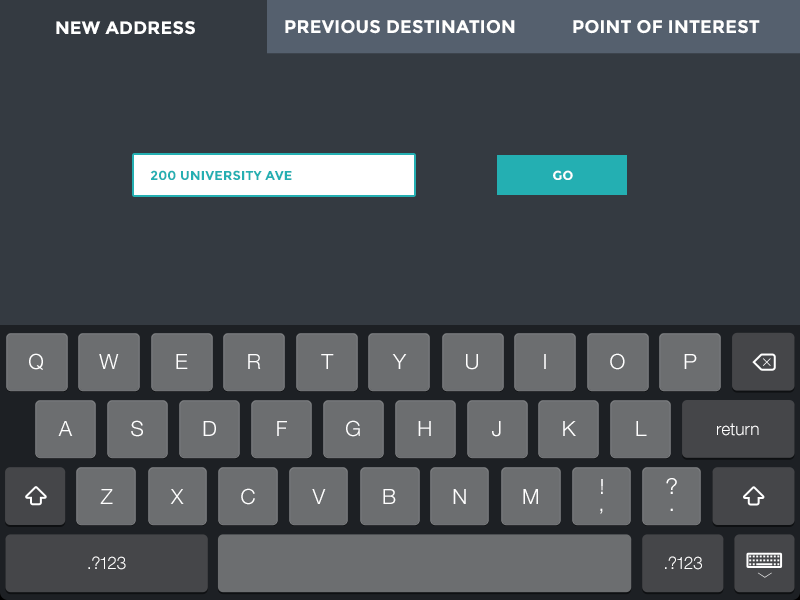 NEW ADDRESS PREVIOUS DESTINATION POINT OF INTEREST
200 UNIVERSITY AVE GO
Q W E R T Y U I O P
A S D F G H J K L return
Z X C V B N M ! , ? .
.?123 .?123